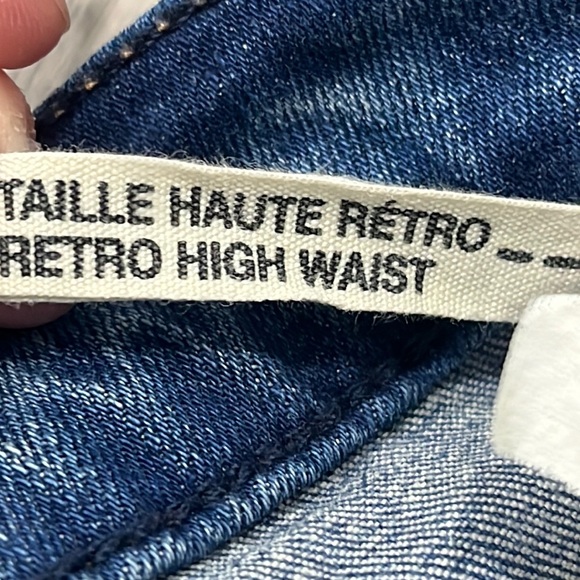 TAILLE HAUTE RÉTRO – –
RETRO HIGH WAIST